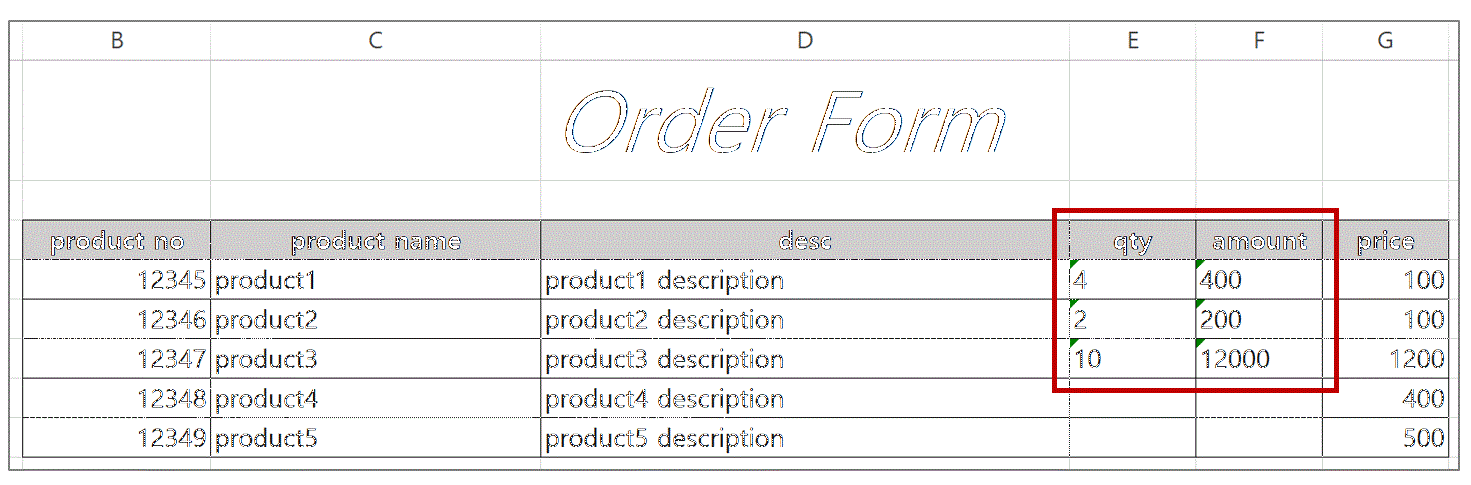 B C D E F G
Order Form
product no product name desc qty amount price
12345 product1 product1 description 4 400 100
12346 product2 product2 description 2 200 100
12347 product3 product3 description 10 12000 1200
12348 product4 product4 description 400
12349 product5 product5 description 500